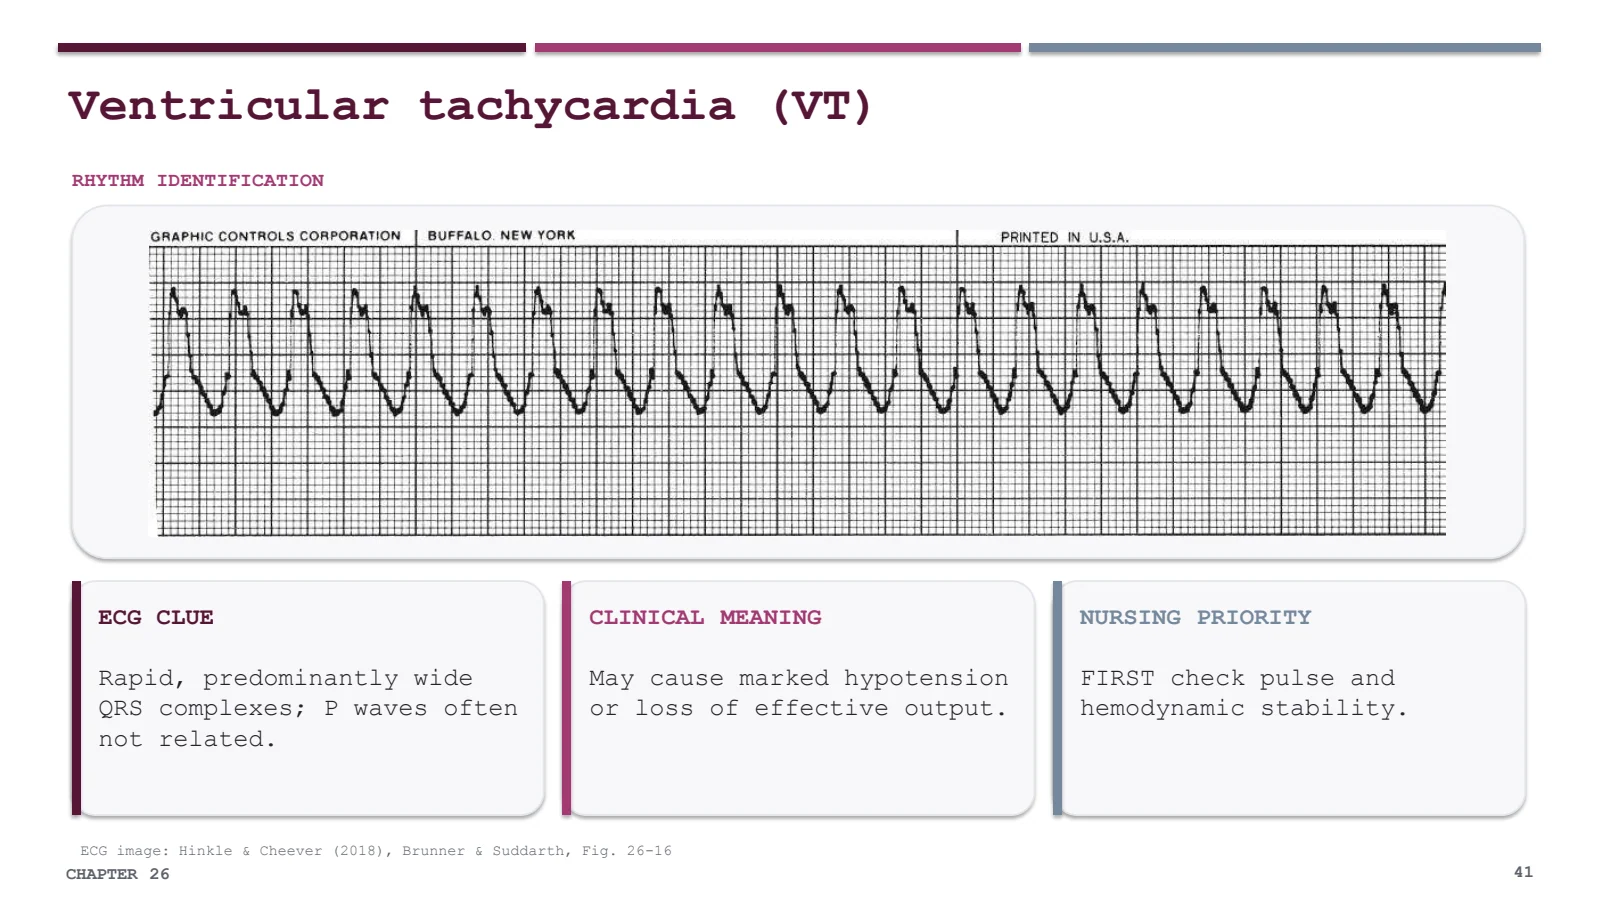 Ventricular tachycardia (VT)
RHYTHM IDENTIFICATION
GRAPHIC CONTROLS CORPORATION BUFFALO, NEW YORK PRINTED IN U.S.A.
ECG CLUE
Rapid, predominantly wide
QRS complexes; P waves often
not related.
CLINICAL MEANING
May cause marked hypotension
or loss of effective output.
NURSING PRIORITY
FIRST check pulse and
hemodynamic stability.
ECG image: Hinkle & Cheever (2018), Brunner & Suddarth, Fig. 26-16
CHAPTER 26
41